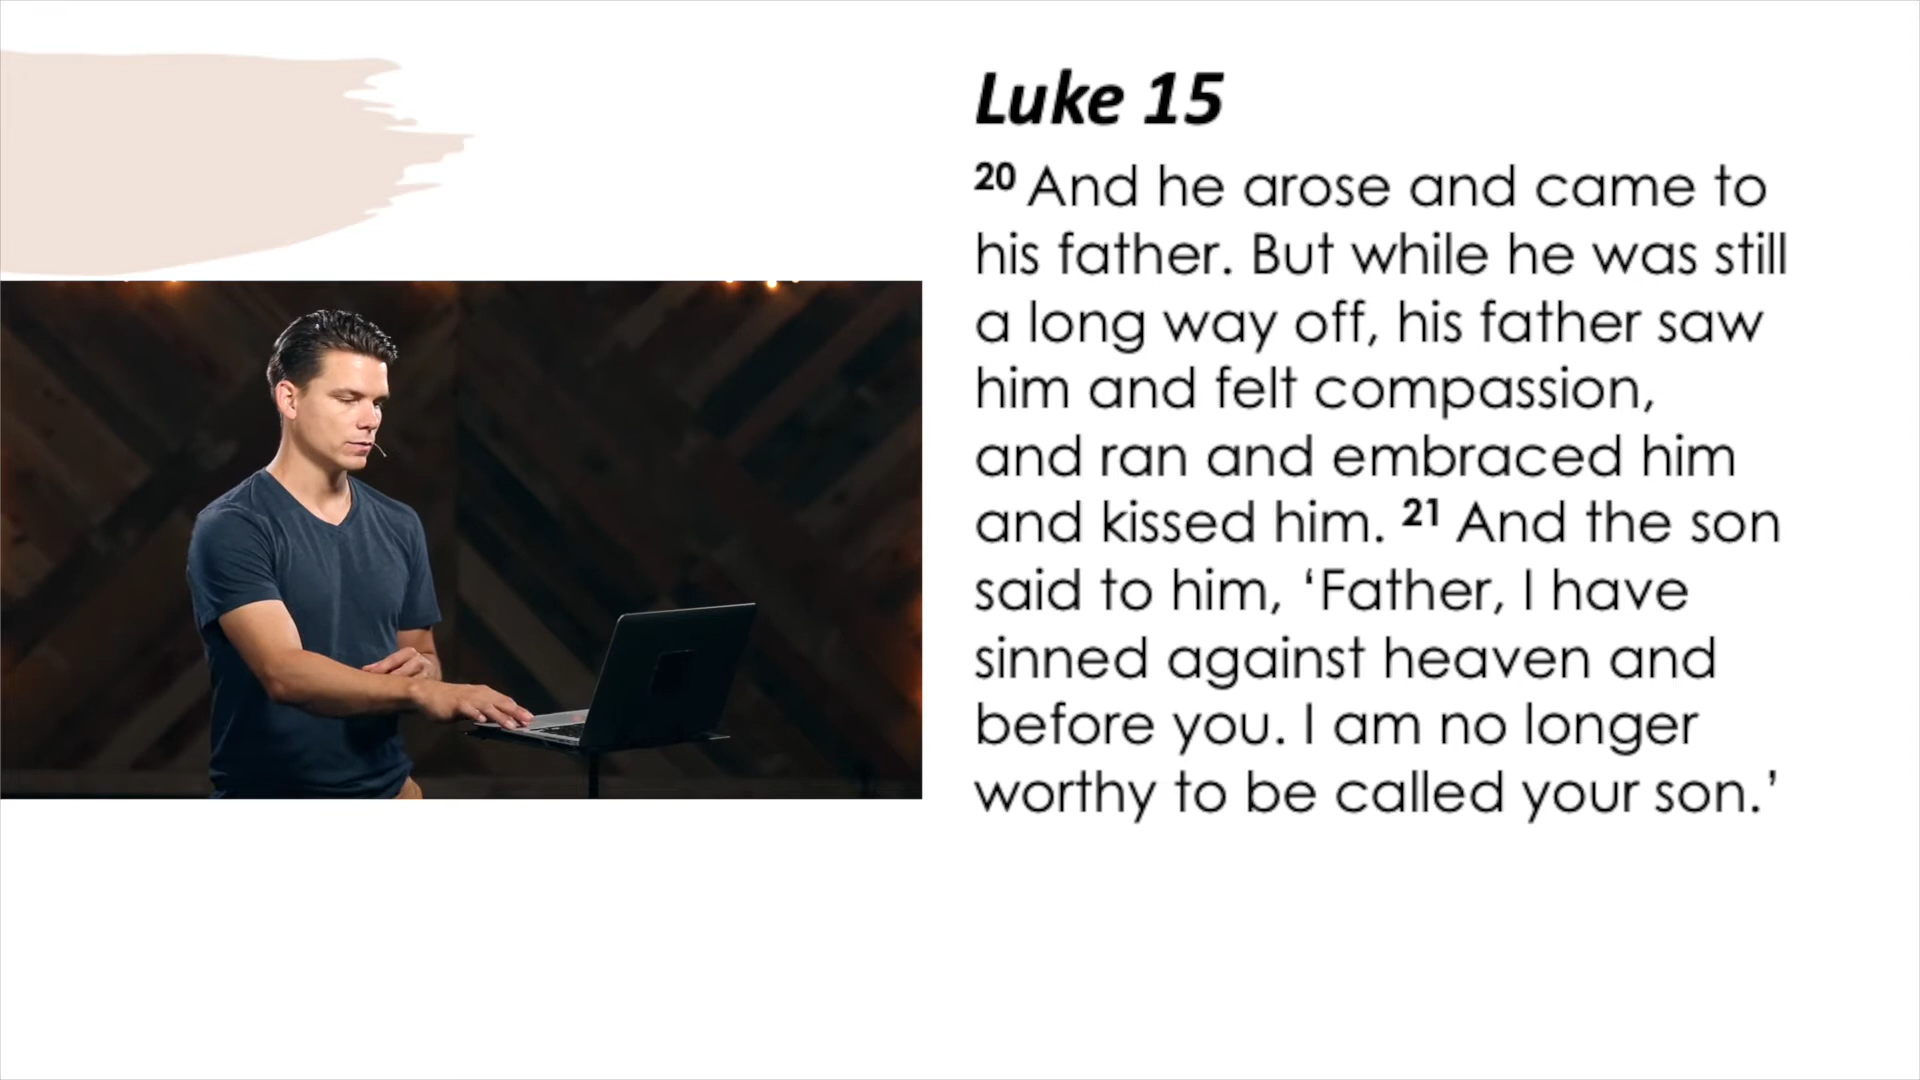 Luke 15
20 And he arose and came to
his father. But while he was still
a long way off, his father saw
him and felt compassion,
and ran and embraced him
and kissed him. 21 And the son
said to him, ‘Father, I have
sinned against heaven and
before you. I am no longer
worthy to be called your son.’